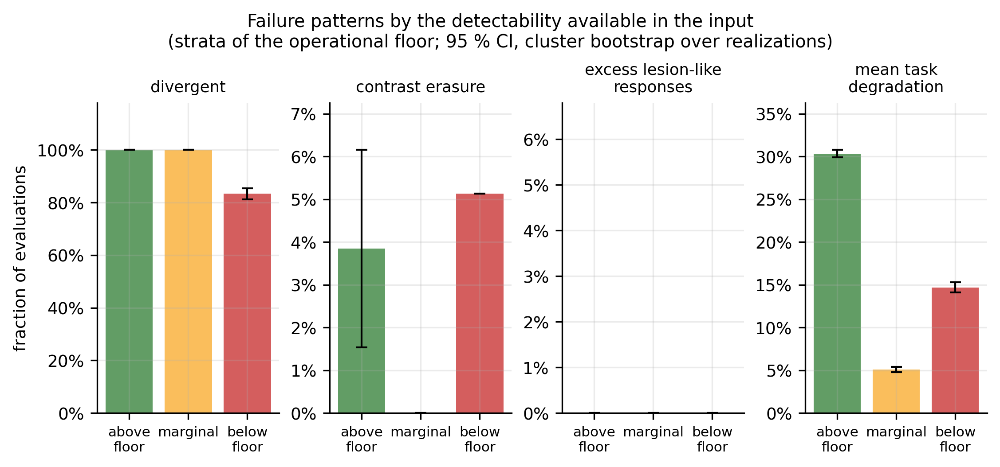 Failure patterns by the detectability available in the input
(strata of the operational floor; 95 % CI, cluster bootstrap over realizations)
fraction of evaluations
divergent
100%
80%
60%
40%
20%
0%
above
floor
marginal
below
floor
contrast erasure
7%
6%
5%
4%
3%
2%
1%
0%
above
floor
marginal
below
floor
excess lesion-like
responses
6%
5%
4%
3%
2%
1%
0%
above
floor
marginal
below
floor
mean task
degradation
35%
30%
25%
20%
15%
10%
5%
0%
above
floor
marginal
below
floor